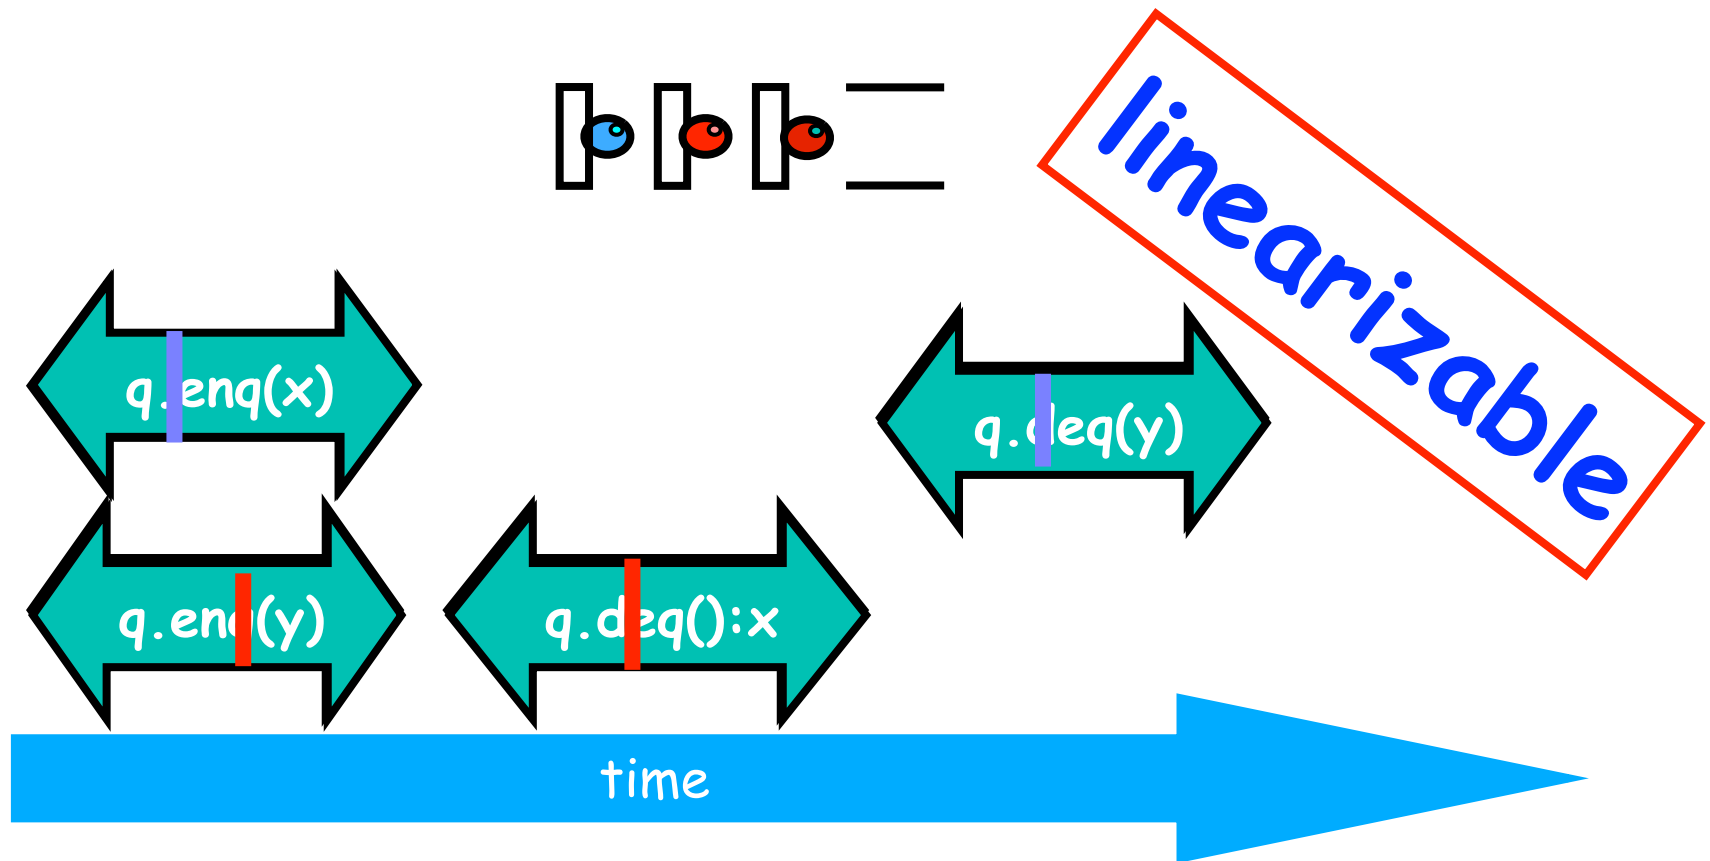 linearizable
q.enq(x)
q.deq(y)
q.enq(y)
q.deq():x
time